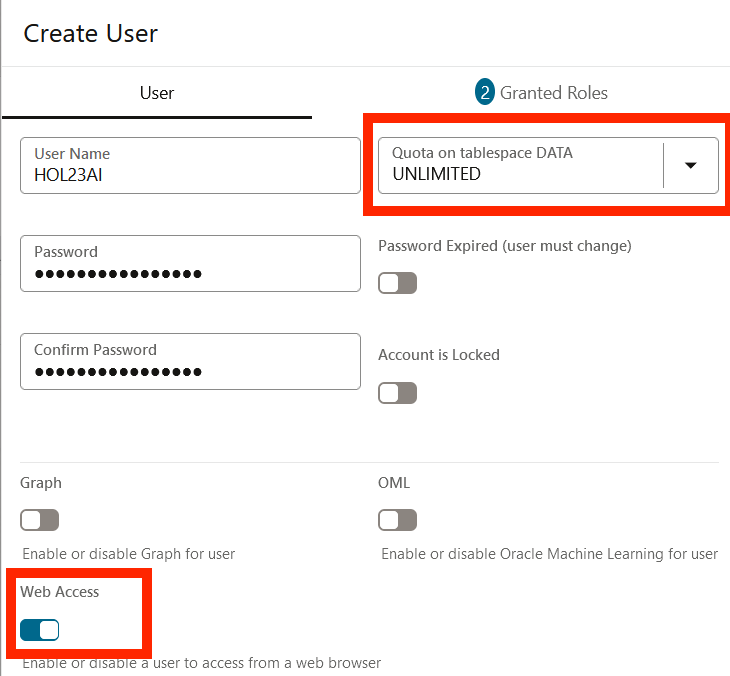 Create User
User
2 Granted Roles
User Name
HOL23AI
Quota on tablespace DATA
UNLIMITED
Password
●●●●●●●●●●●●●●●●
Password Expired (user must change)
Confirm Password
●●●●●●●●●●●●●●●●
Account is Locked
Graph
Enable or disable Graph for user
OML
Enable or disable Oracle Machine Learning for user
Web Access
Enable or disable a user to access from a web browser